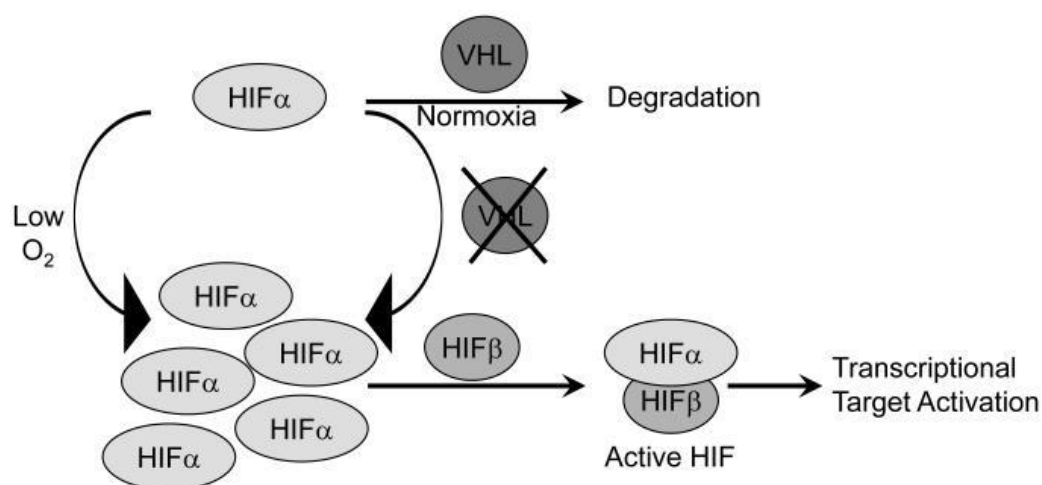 VHL
HIFα
Normoxia
Degradation
Low
O₂
VHL
HIFα
HIFα
HIFα
HIFα
HIFα
HIFβ
HIFα
HIFβ
Active HIF
Transcriptional
Target Activation